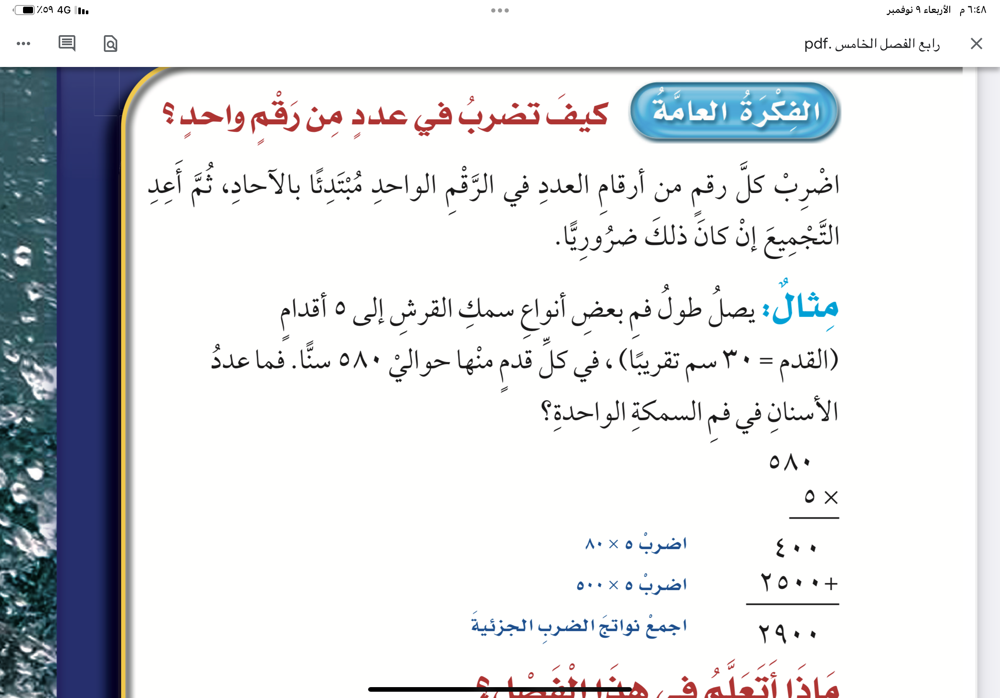 ٦:٤٨ م الأربعاء ٩ نوفمبر
٪٥٩ 4G
رابع الفصل الخامس .pdf
الفِكْرَةُ العامَّةُ كيفَ تضربُ في عددٍ مِن رَقْمٍ واحدٍ؟
اضْرِبْ كلَّ رقمٍ من أرقامِ العددِ في الرَّقْمِ الواحدِ مُبْتَدِئًا بالآحادِ، ثُمَّ أَعِدِ
التَّجْمِيعَ إنْ كانَ ذلكَ ضرُورِيًّا.
مِثالٌ: يصلُ طولُ فمِ بعضِ أنواعِ سمكِ القرشِ إلى ٥ أقدامٍ
(القدم = ٣٠ سم تقريبًا)، في كلِّ قدمٍ منْها حواليْ ٥٨٠ سنًّا. فما عددُ
الأسنانِ في فمِ السمكةِ الواحدةِ؟
٥٨٠
× ٥
٤٠٠ اضربْ ٥ × ٨٠
+٢٥٠٠ اضربْ ٥ × ٥٠٠
٢٩٠٠ اجمعْ نواتجَ الضربِ الجزئيةَ
مَاذَا أَتَعَلَّمُ في هذَا الْفَصْلِ؟